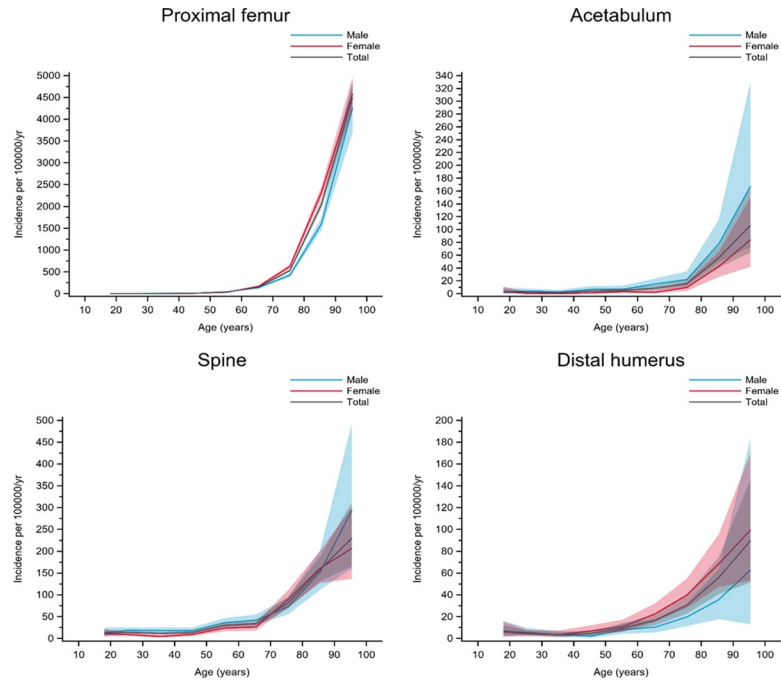 Proximal femur
Male
Female
Total
Incidence per 100000/yr
5000
4500
4000
3500
3000
2500
2000
1500
1000
500
0
10 20 30 40 50 60 70 80 90 100
Age (years)
Acetabulum
Male
Female
Total
Incidence per 100000/yr
340
320
300
280
260
240
220
200
180
160
140
120
100
80
60
40
20
0
10 20 30 40 50 60 70 80 90 100
Age (years)
Spine
Male
Female
Total
Incidence per 100000/yr
500
450
400
350
300
250
200
150
100
50
0
10 20 30 40 50 60 70 80 90 100
Age (years)
Distal humerus
Male
Female
Total
Incidence per 100000/yr
200
180
160
140
120
100
80
60
40
20
0
10 20 30 40 50 60 70 80 90 100
Age (years)